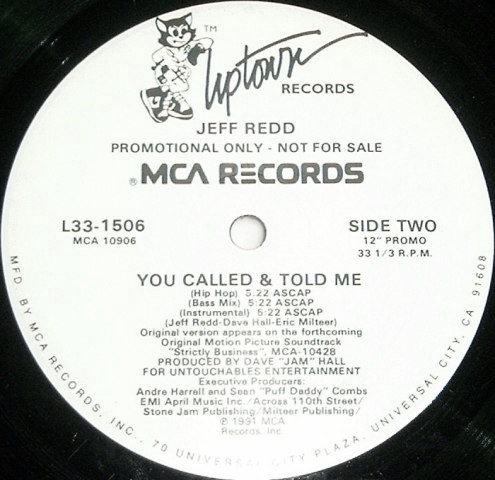 TM
Uptown
RECORDS
JEFF REDD
PROMOTIONAL ONLY - NOT FOR SALE
® MCA RECORDS
L33-1506
MCA 10906
SIDE TWO
12" PROMO
33 1/3 R.P.M.
YOU CALLED & TOLD ME
(Hip Hop) 5:22 ASCAP
(Bass Mix) 5:22 ASCAP
(Instrumental) 5:22 ASCAP
(Jeff Redd-Dave Hall-Eric Milteer)
Original version appears on the forthcoming
Original Motion Picture Soundtrack
"Strictly Business", MCA-10428
PRODUCED BY DAVE "JAM" HALL
FOR UNTOUCHABLES ENTERTAINMENT
Executive Producers:
Andre Harrell and Sean "Puff Daddy" Combs
EMI April Music Inc./Across 110th Street/
Stone Jam Publishing/Milteer Publishing/
℗ 1991 MCA
Records, Inc
MFD. BY MCA RECORDS, INC., 70 UNIVERSAL CITY PLAZA, UNIVERSAL CITY, CA 91608